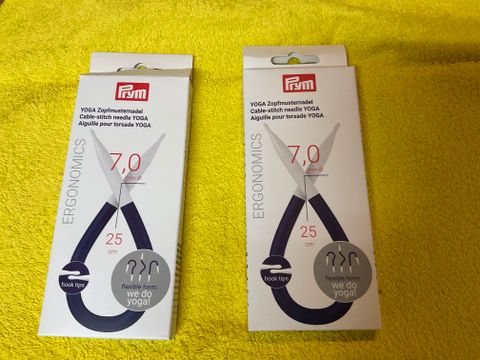 Prym
YOGA Zopfmusternadel
Cable-stitch needle YOGA
Aiguille pour torsade YOGA
ERGONOMICS
7,0
mm Ø
25
cm
hook tips
flexible form:
we do
yoga!
Prym
YOGA Zopfmusternadel
Cable-stitch needle YOGA
Aiguille pour torsade YOGA
ERGONOMICS
7,0
mm Ø
25
cm
hook tips
flexible form:
we do
yoga!